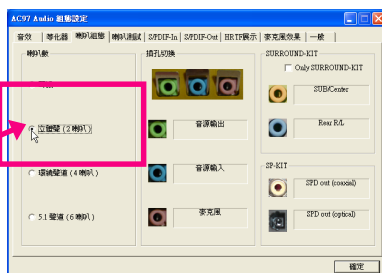 AC97 Audio 組態設定
音效 等化器 喇叭組態 喇叭測試 S/PDIF-In S/PDIF-Out HRTF展示 麥克風效果 一般
喇叭數
立體聲 (2 喇叭)
環繞聲道 (4 喇叭)
5.1 聲道 (6 喇叭)
插孔切換
音源輸出
音源輸入
麥克風
SURROUND-KIT
Only SURROUND-KIT
SUB/Center
Rear R/L
SP-KIT
SPD out (coaxial)
SPD out (optical)
確定